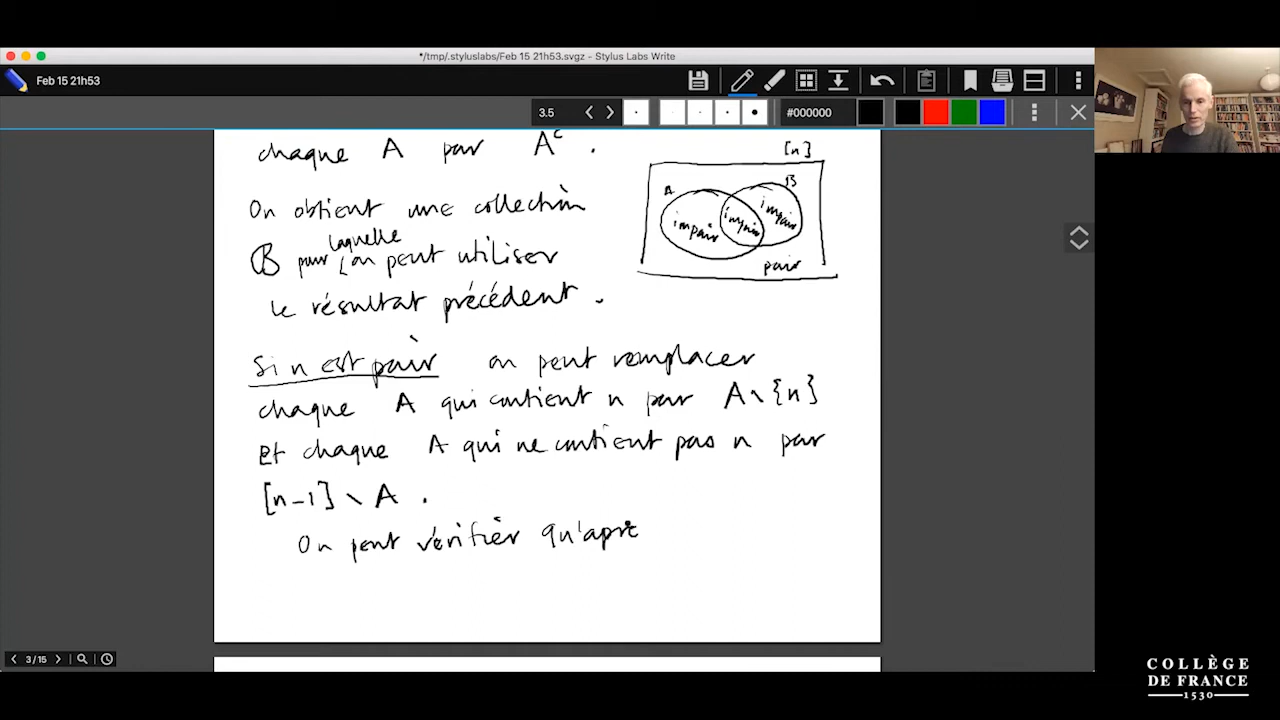 */tmp/.styluslabs/Feb 15 21h53.svgz - Stylus Labs Write
Feb 15 21h53
3.5
#000000
chaque A par Aᶜ .
On obtient une collection
B pour laquelle on peut utiliser
le résultat précédent .
[n]
A
B
impair
impair
impair
pair
Si n est pair on peut remplacer
chaque A qui contient n par A∖{n}
Et chaque A qui ne contient pas n par
[n-1] ∖ A .
On peut vérifier qu'après
3/15
COLLÈGE
DE FRANCE
1530